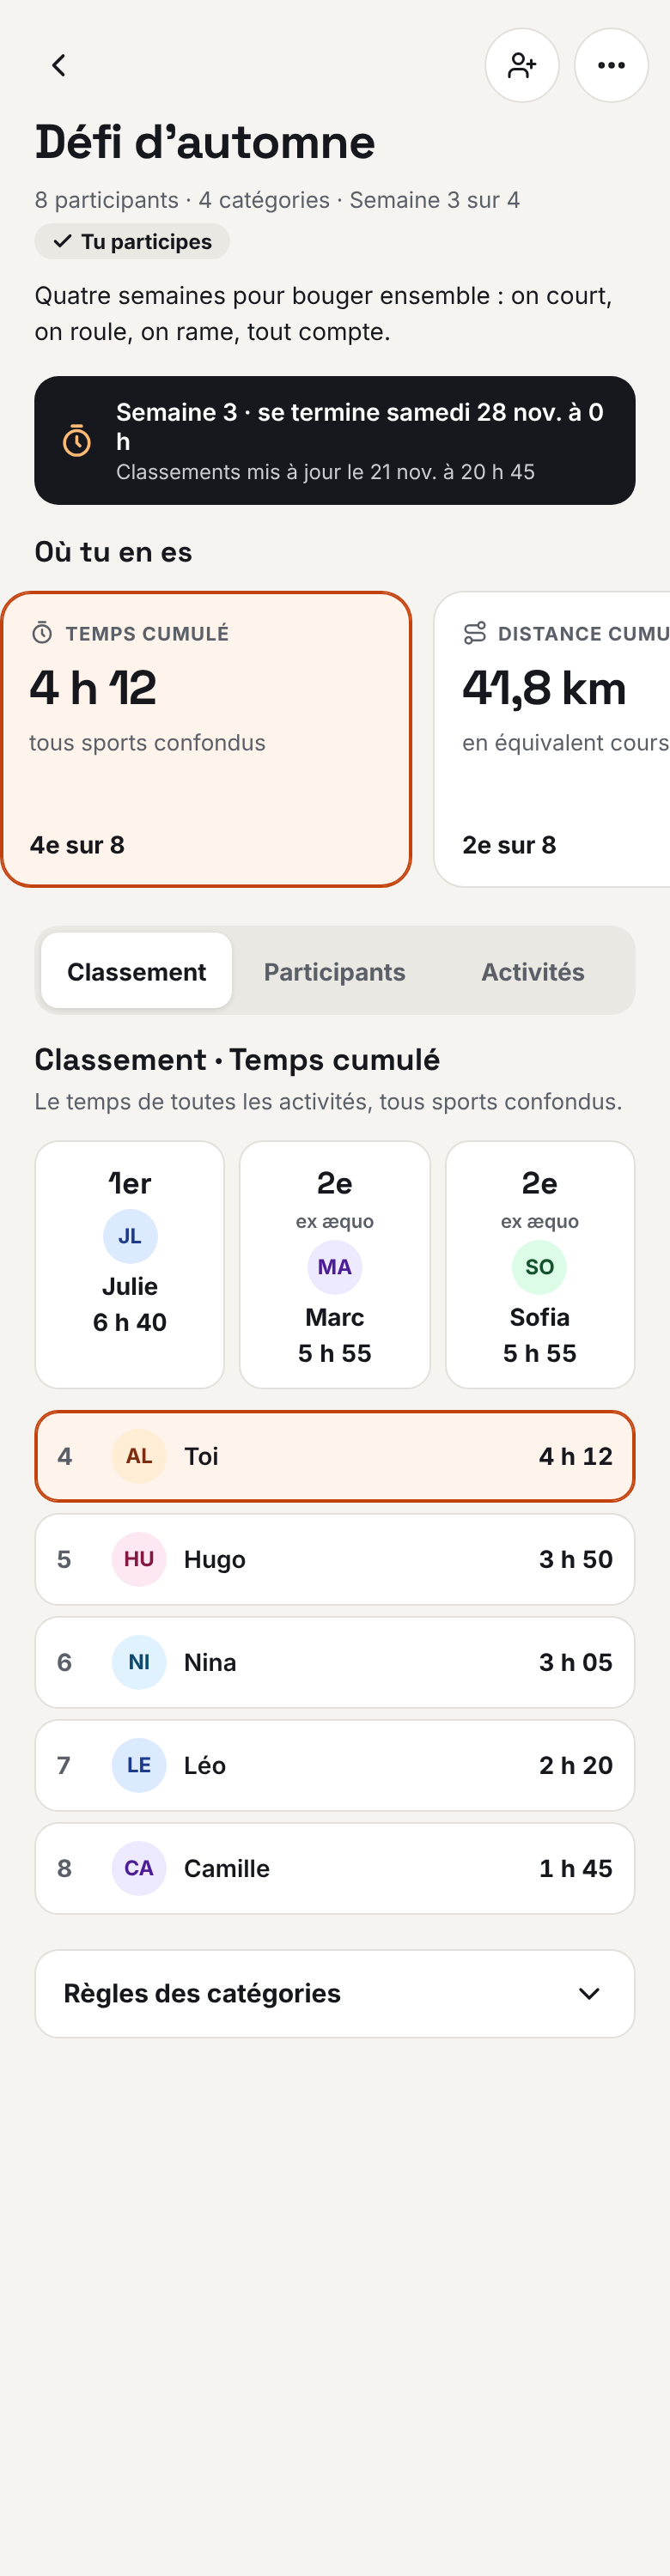 Défi d’automne
8 participants · 4 catégories · Semaine 3 sur 4
Tu participes
Quatre semaines pour bouger ensemble : on court,
on roule, on rame, tout compte.
Semaine 3 · se termine samedi 28 nov. à 0
h
Classements mis à jour le 21 nov. à 20 h 45
Où tu en es
TEMPS CUMULÉ
4 h 12
tous sports confondus
4e sur 8
DISTANCE CUMU
41,8 km
en équivalent cours
2e sur 8
Classement
Participants
Activités
Classement · Temps cumulé
Le temps de toutes les activités, tous sports confondus.
1er
JL
Julie
6 h 40
2e
ex æquo
MA
Marc
5 h 55
2e
ex æquo
SO
Sofia
5 h 55
4 AL Toi 4 h 12
5 HU Hugo 3 h 50
6 NI Nina 3 h 05
7 LE Léo 2 h 20
8 CA Camille 1 h 45
Règles des catégories